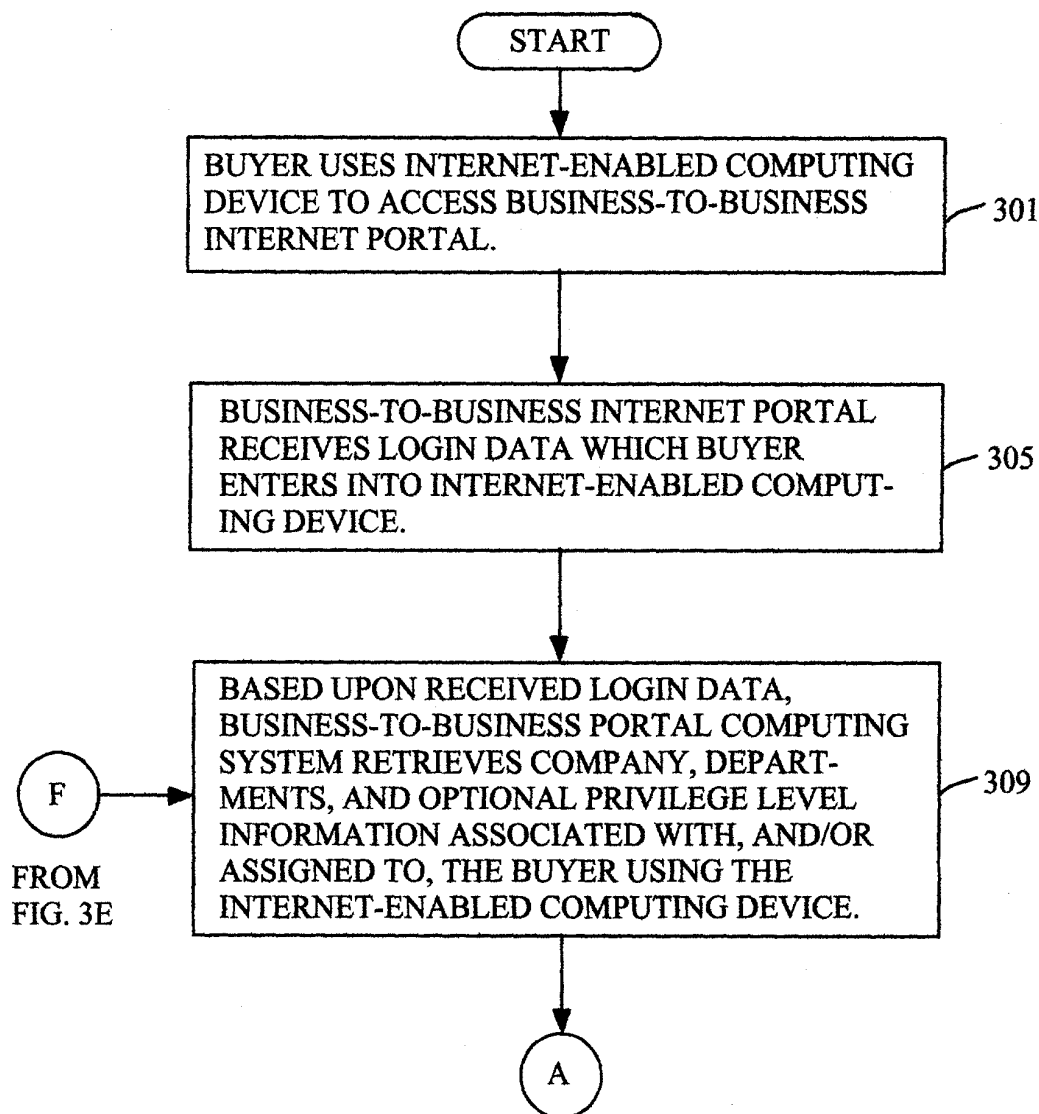 START
BUYER USES INTERNET-ENABLED COMPUTING
DEVICE TO ACCESS BUSINESS-TO-BUSINESS
INTERNET PORTAL.
301
BUSINESS-TO-BUSINESS INTERNET PORTAL
RECEIVES LOGIN DATA WHICH BUYER
ENTERS INTO INTERNET-ENABLED COMPUT-
ING DEVICE.
305
BASED UPON RECEIVED LOGIN DATA,
BUSINESS-TO-BUSINESS PORTAL COMPUTING
SYSTEM RETRIEVES COMPANY, DEPART-
MENTS, AND OPTIONAL PRIVILEGE LEVEL
INFORMATION ASSOCIATED WITH, AND/OR
ASSIGNED TO, THE BUYER USING THE
INTERNET-ENABLED COMPUTING DEVICE.
309
F
FROM
FIG. 3E
A